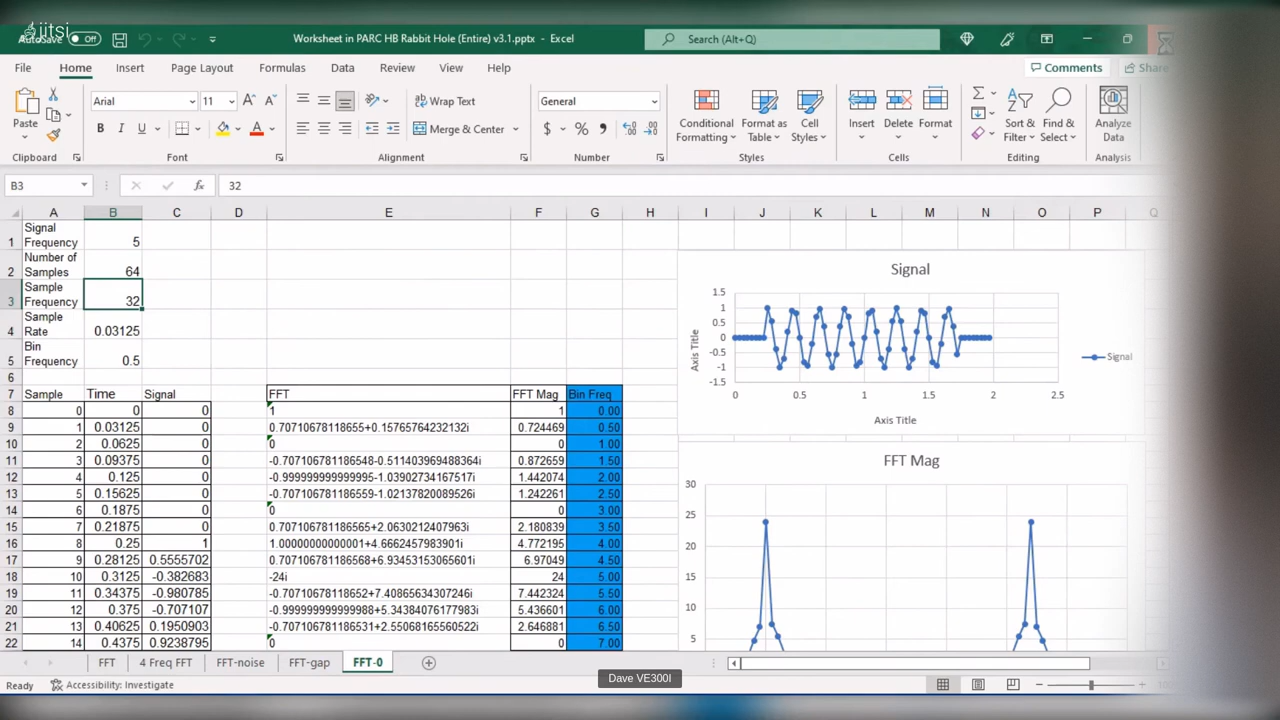 jitsi
AutoSave Off Worksheet in PARC HB Rabbit Hole (Entire) v3.1.pptx - Excel Search (Alt+Q)
File Home Insert Page Layout Formulas Data Review View Help Comments Share
Paste Arial 11 Wrap Text General
B I U Merge & Center $ % 9 Conditional Formatting Format as Table Cell Styles Insert Delete Format Sort & Filter Find & Select Analyze Data
Clipboard Font Alignment Number Styles Cells Editing Analysis
B3 fx 32
A B C D E F G H I J K L M N O P Q
1 Signal Frequency 5
2 Number of Samples 64
3 Sample Frequency 32
4 Sample Rate 0.03125
5 Bin Frequency 0.5
6
7 Sample Time Signal FFT FFT Mag Bin Freq
8 0 0 0 1 1 0.00
9 1 0.03125 0 0.70710678118655+0.15765764232132i 0.724469 0.50
10 2 0.0625 0 0 0 1.00
11 3 0.09375 0 -0.707106781186548-0.511403969488364i 0.872659 1.50
12 4 0.125 0 -0.999999999999995-1.03902734167517i 1.442074 2.00
13 5 0.15625 0 -0.707106781186559-1.02137820089526i 1.242261 2.50
14 6 0.1875 0 0 0 3.00
15 7 0.21875 0 0.707106781186565+2.0630212407963i 2.180839 3.50
16 8 0.25 1 1.00000000000001+4.6662457983901i 4.772195 4.00
17 9 0.28125 0.5555702 0.707106781186568+6.93453153065601i 6.97049 4.50
18 10 0.3125 -0.382683 -24i 24 5.00
19 11 0.34375 -0.980785 -0.70710678118652+7.40865634307246i 7.442324 5.50
20 12 0.375 -0.707107 -0.999999999999988+5.34384076177983i 5.436601 6.00
21 13 0.40625 0.1950903 -0.707106781186531+2.55068165560522i 2.646881 6.50
22 14 0.4375 0.9238795 0 0 7.00
Signal
1.5
1
0.5
0
-0.5
-1
-1.5
0 0.5 1 1.5 2 2.5
Axis Title
Axis Title
Signal
FFT Mag
30
25
20
15
10
5
FFT 4 Freq FFT FFT-noise FFT-gap FFT-0
Dave VE3OOI
Ready Accessibility: Investigate